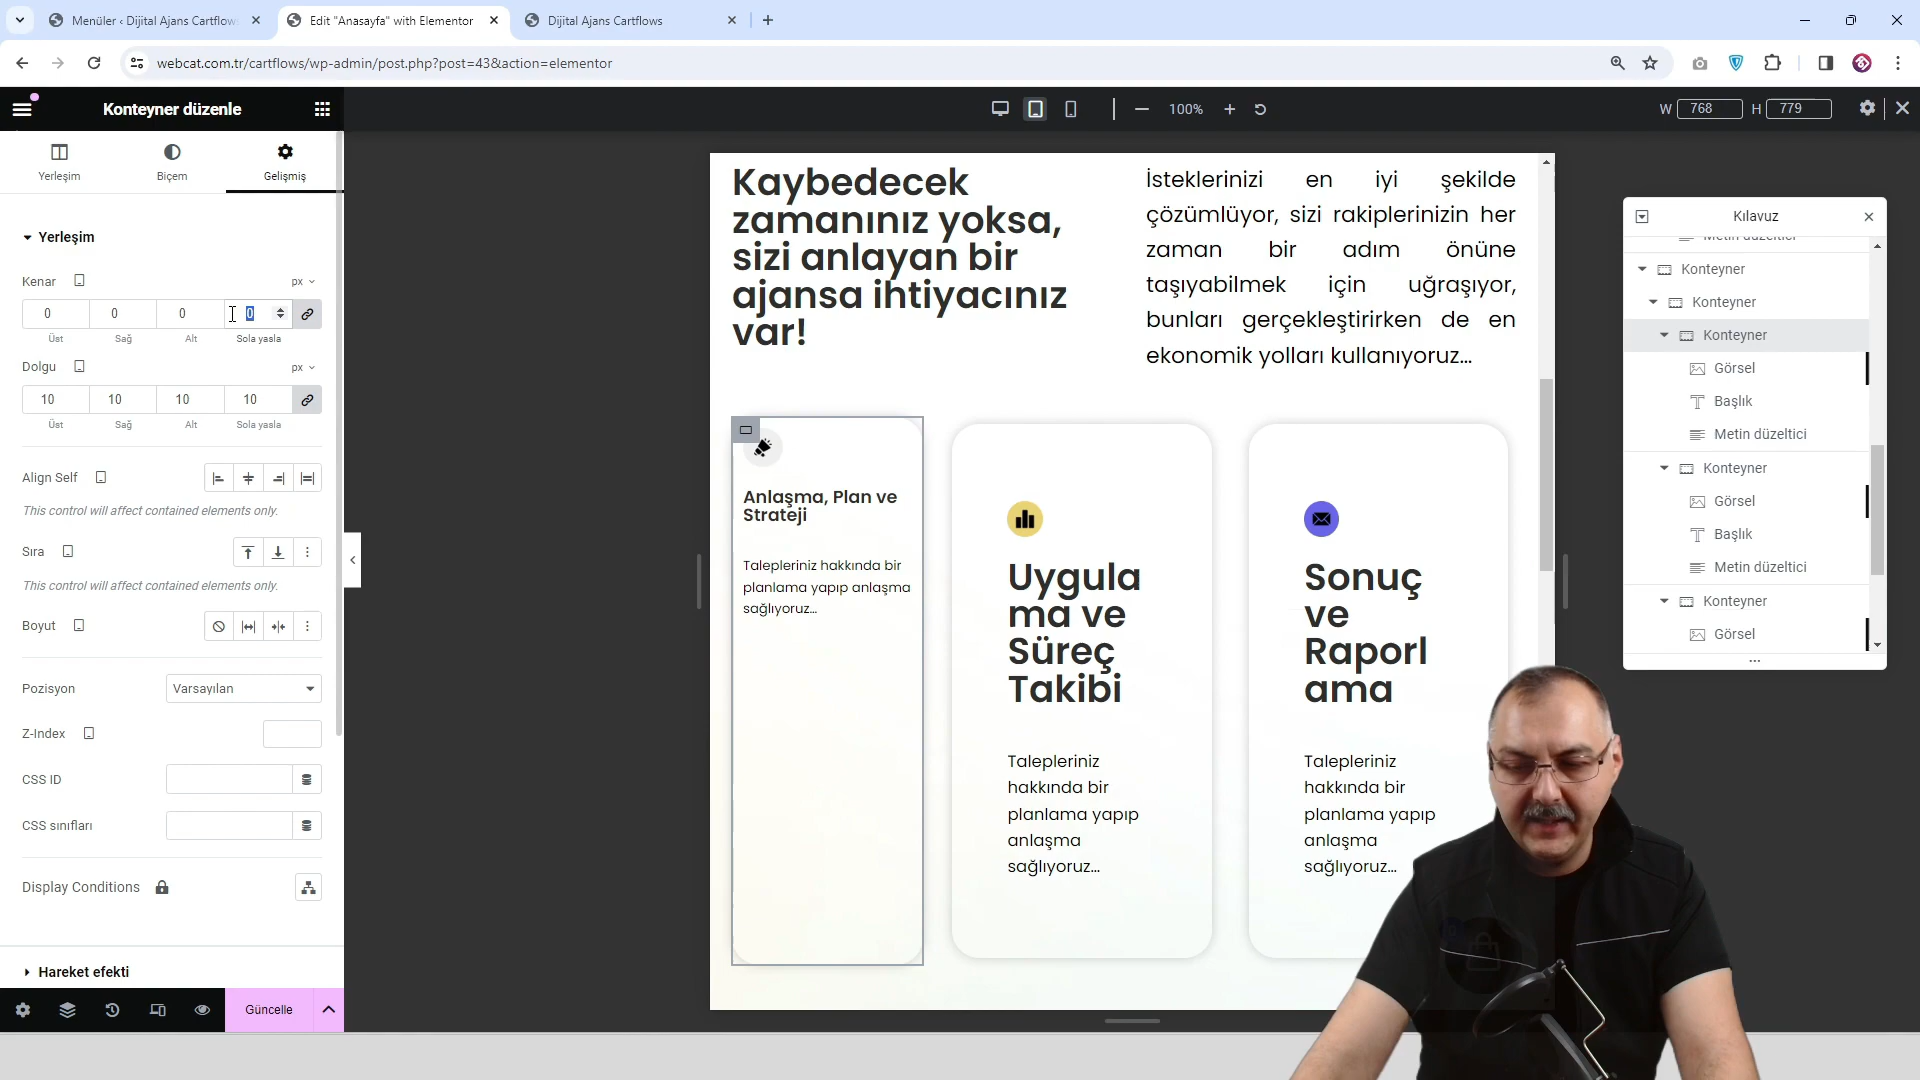 Menüler ‹ Dijital Ajans Cartflow
Edit "Anasayfa" with Elementor
Dijital Ajans Cartflows
webcat.com.tr/cartflows/wp-admin/post.php?post=43&action=elementor
Konteyner düzenle
100%
W 768 H 779
Yerleşim
Biçem
Gelişmiş
Yerleşim
Kenar
px
0 0 0 0
Üst Sağ Alt Sola yasla
Dolgu
px
10 10 10 10
Üst Sağ Alt Sola yasla
Align Self
This control will affect contained elements only.
Sıra
This control will affect contained elements only.
Boyut
Pozisyon
Varsayılan
Z-Index
CSS ID
CSS sınıfları
Display Conditions
Hareket efekti
Güncelle
Kaybedecek
zamanınız yoksa,
sizi anlayan bir
ajansa ihtiyacınız
var!
İsteklerinizi en iyi şekilde
çözümlüyor, sizi rakiplerinizin her
zaman bir adım önüne
taşıyabilmek için uğraşıyor,
bunları gerçekleştirirken de en
ekonomik yolları kullanıyoruz...
Anlaşma, Plan ve
Strateji
Talepleriniz hakkında bir
planlama yapıp anlaşma
sağlıyoruz...
Uygula
ma ve
Süreç
Takibi
Talepleriniz
hakkında bir
planlama yapıp
anlaşma
sağlıyoruz...
Sonuç
ve
Raporl
ama
Talepleriniz
hakkında bir
planlama yapıp
anlaşma
sağlıyoruz...
Kılavuz
Metin düzeltici
Konteyner
Konteyner
Konteyner
Görsel
Başlık
Metin düzeltici
Konteyner
Görsel
Başlık
Metin düzeltici
Konteyner
Görsel